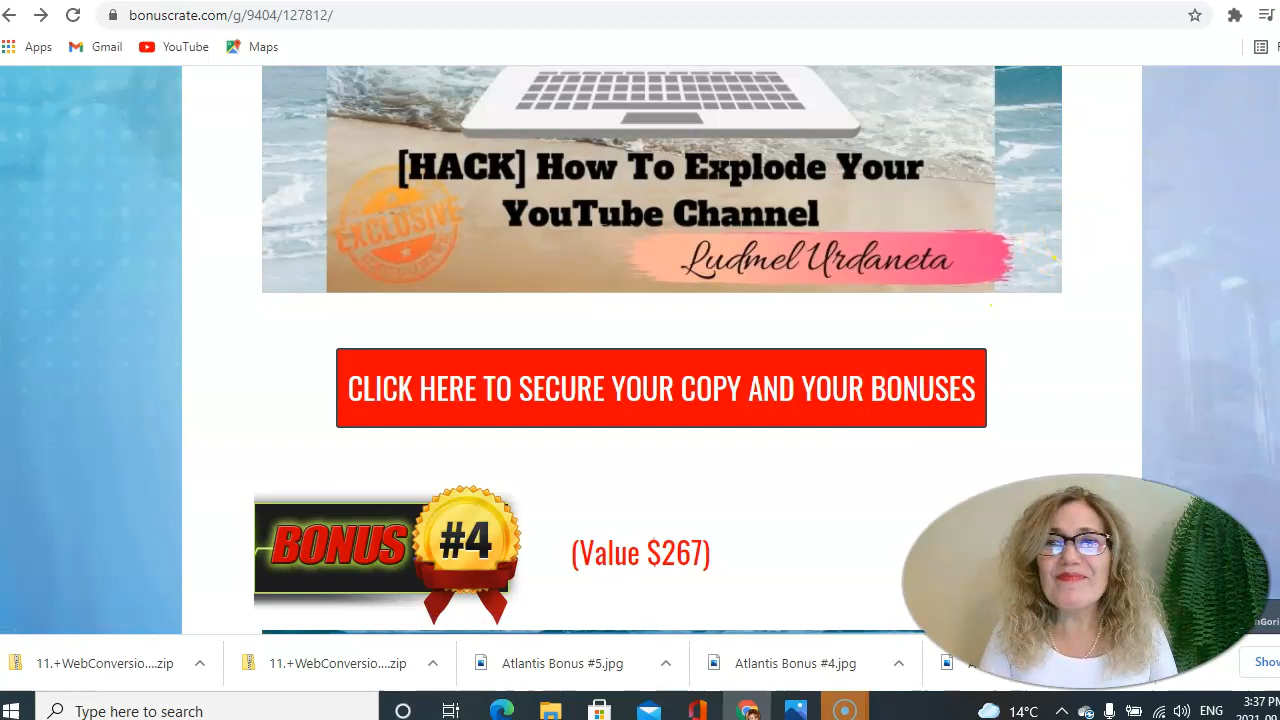 bonuscrate.com/g/9404/127812/
Apps
Gmail
YouTube
Maps
[HACK] How To Explode Your
YouTube Channel
EXCLUSIVE
Ludmel Urdaneta
CLICK HERE TO SECURE YOUR COPY AND YOUR BONUSES
BONUS
#4
(Value $267)
11.+WebConversio....zip
11.+WebConversio....zip
Atlantis Bonus #5.jpg
Atlantis Bonus #4.jpg
Type here to search
14°C
ENG
3:37 PM